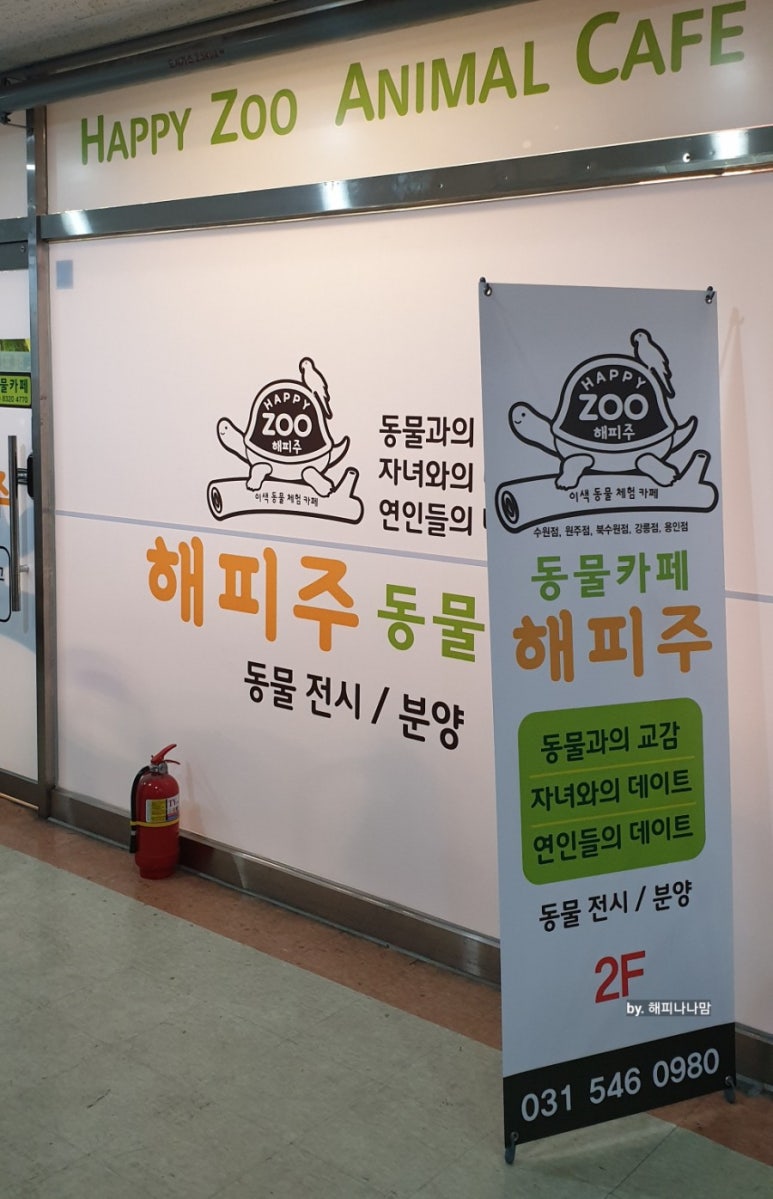 HAPPY ZOO ANIMAL CAFE
HAPPY
ZOO
해피주
이색 동물 체험 카페
동물과의
자녀와의
연인들의
해피주 동물
동물 전시 / 분양
물카페
8320 4770
HAPPY
ZOO
해피주
이색 동물 체험 카페
수원점, 원주점, 북수원점, 강릉점, 용인점
동물카페
해피주
동물과의 교감
자녀와의 데이트
연인들의 데이트
동물 전시 / 분양
2F
by. 해피나나맘
031 546 0980